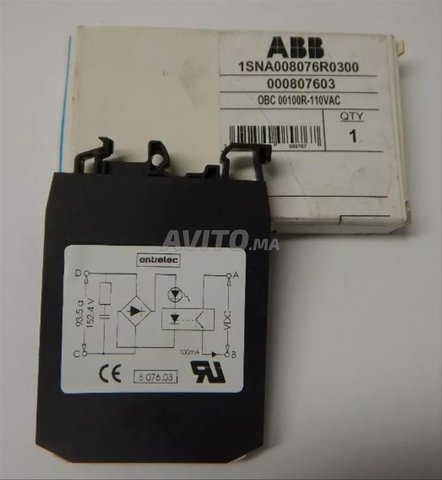 ABB
1SNA008076R0300
000807603
OBC 00100R-110VAC
QTY
1
AVITO.MA
entrelec
D
A
93.5 a
152.4 V
VDC
C
100mA
B
CE
8 076.03